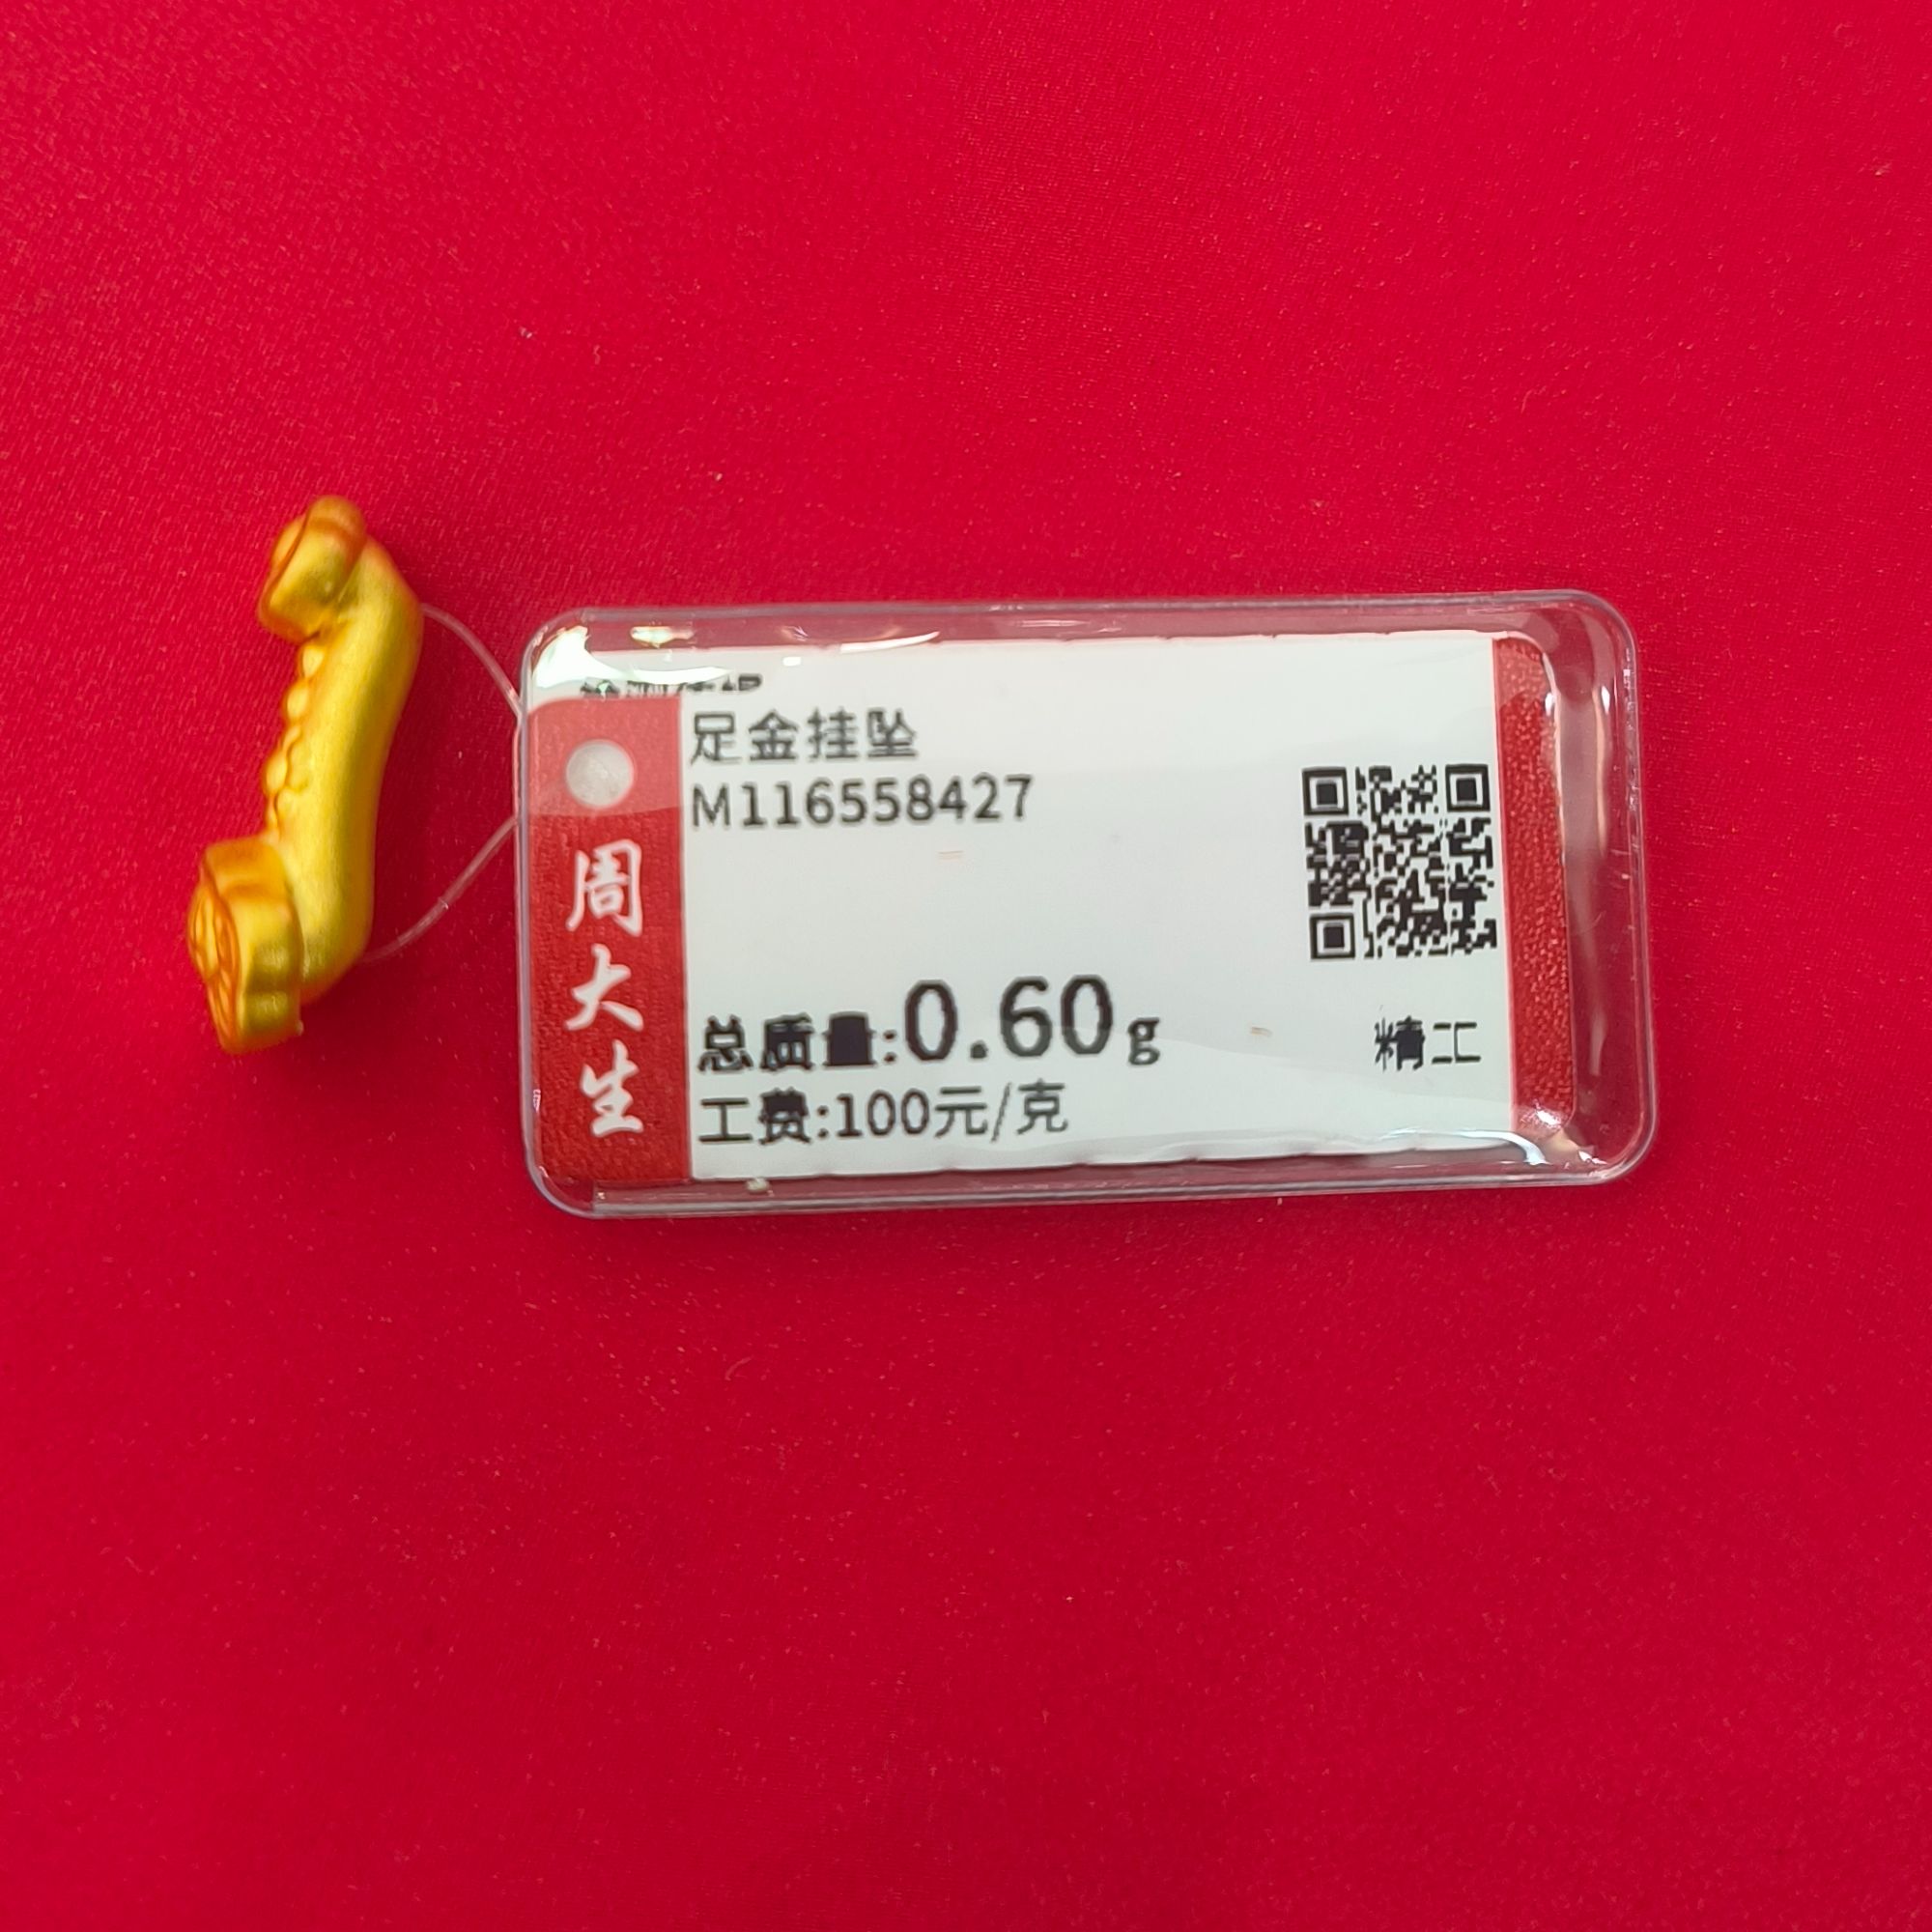 足金挂坠
M116558427
周大生
总质量:0.60g
精工
工费:100元/克